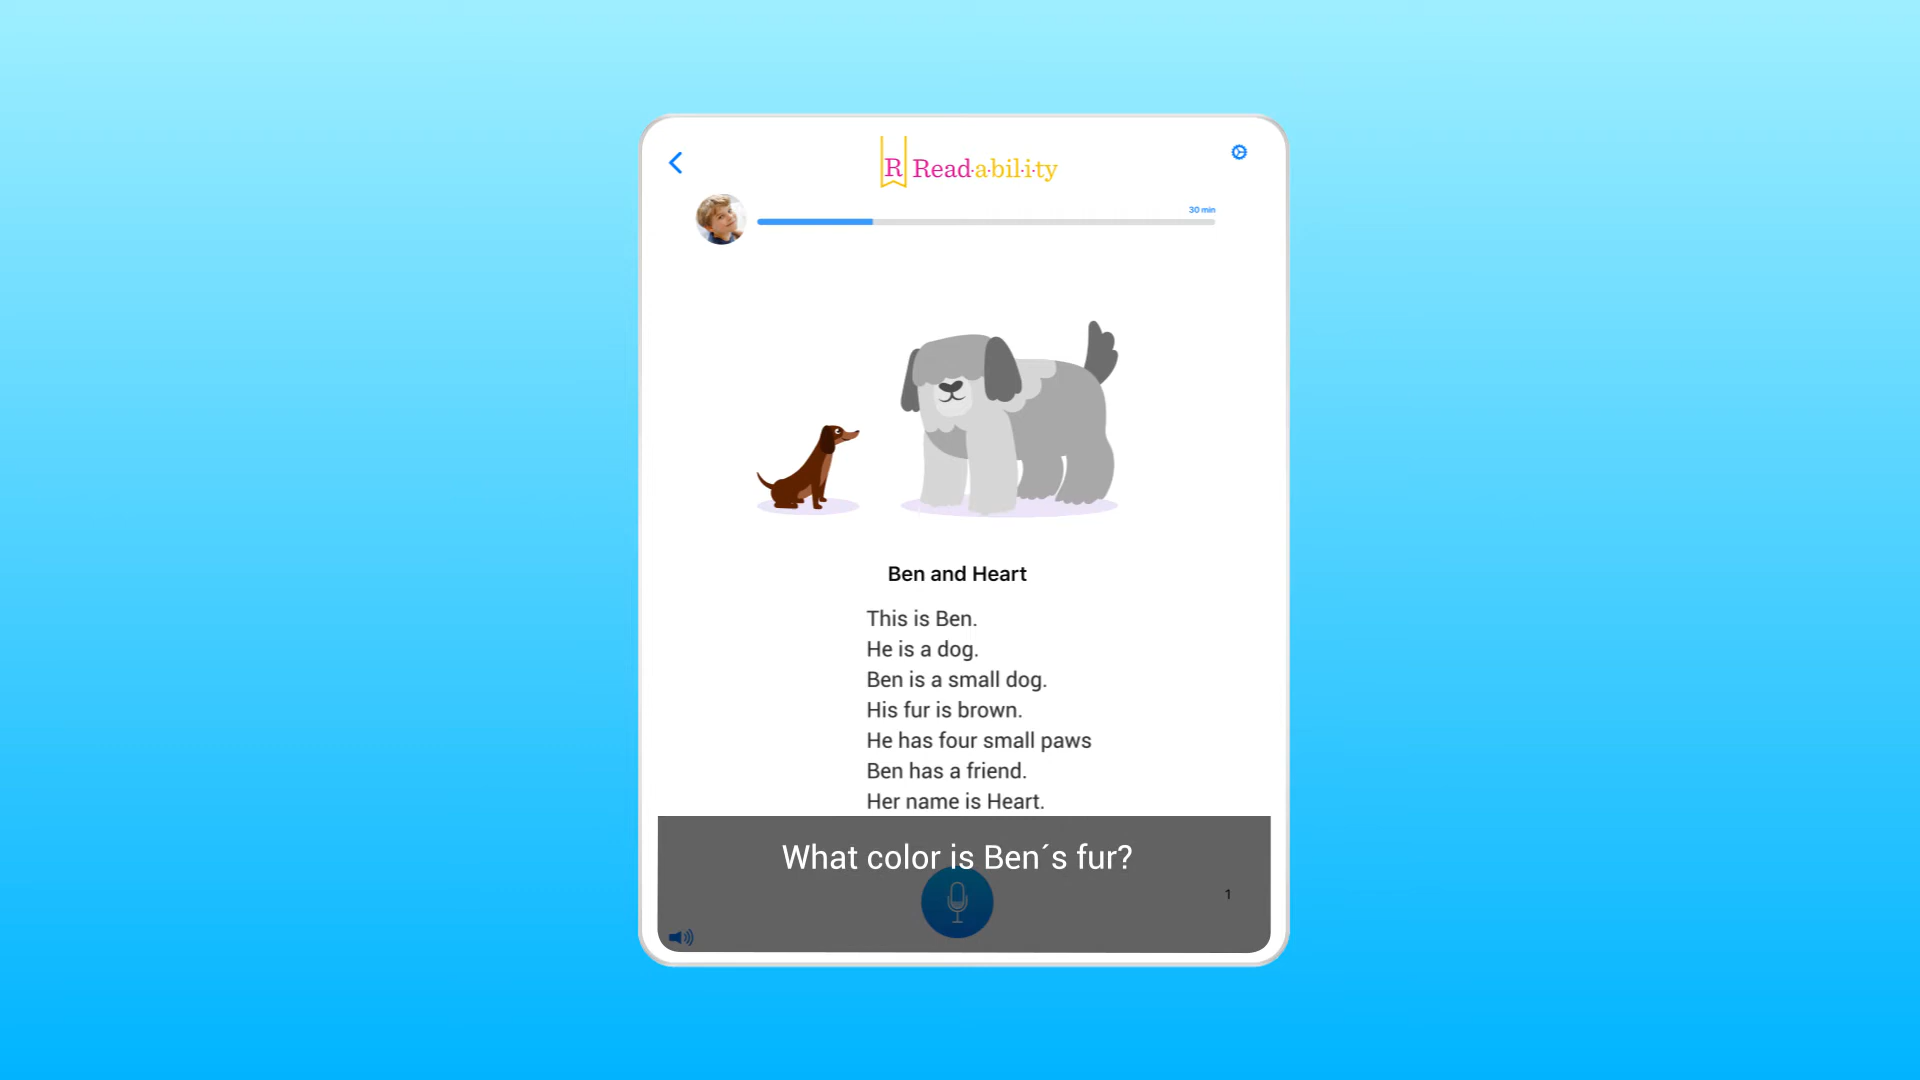 R Read·a·bil·i·ty
30 min
Ben and Heart
This is Ben.
He is a dog.
Ben is a small dog.
His fur is brown.
He has four small paws
Ben has a friend.
Her name is Heart.
What color is Ben´s fur?
1